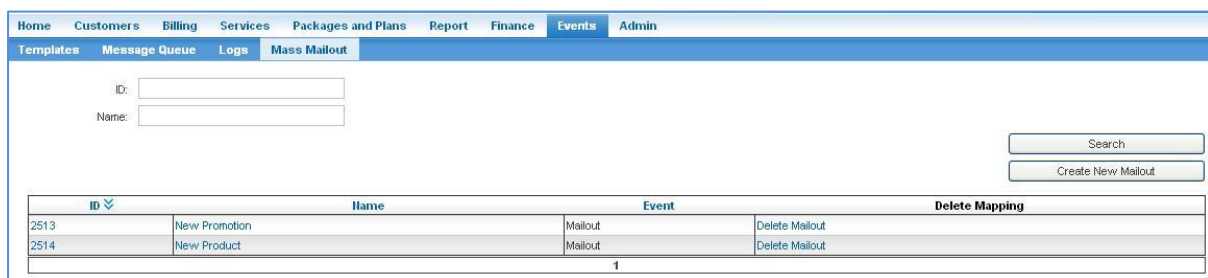 Home Customers Billing Services Packages and Plans Report Finance Events Admin
Templates Message Queue Logs Mass Mailout
ID:
Name:
Search
Create New Mailout
ID Name Event Delete Mapping
2513 New Promotion Mailout Delete Mailout
2514 New Product Mailout Delete Mailout
1